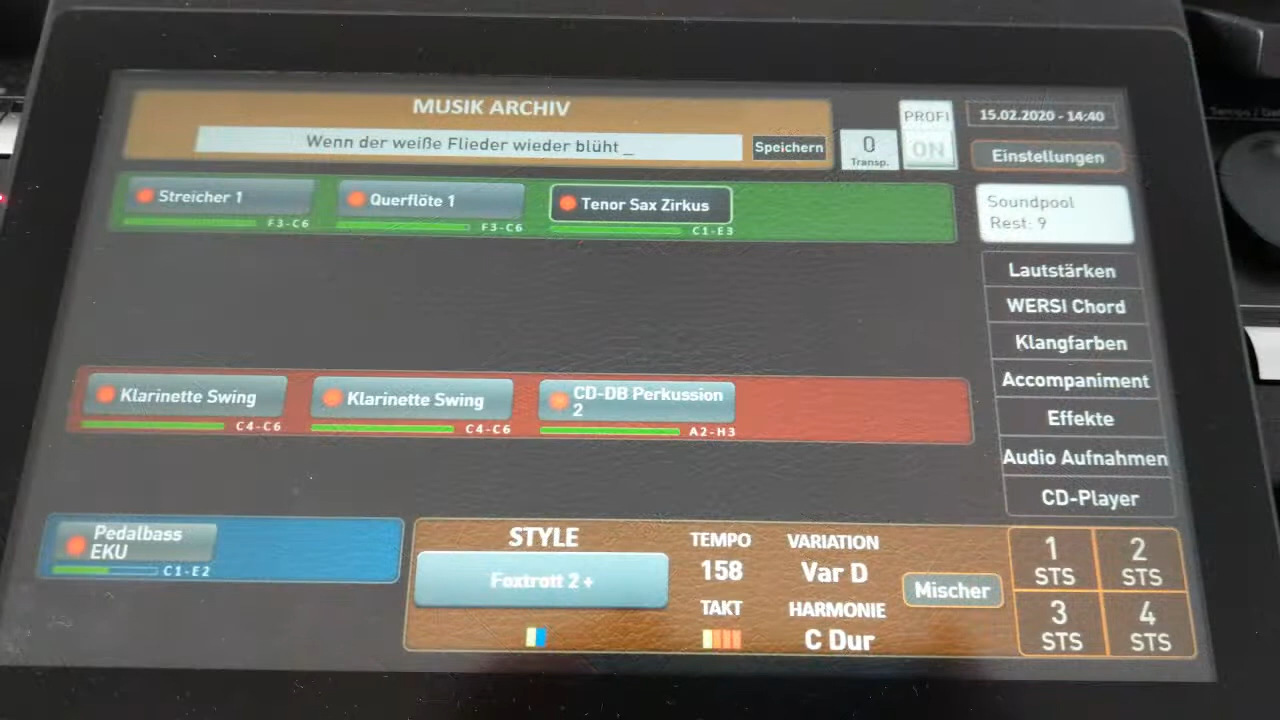 MUSIK ARCHIV
Wenn der weiße Flieder wieder blüht_
Speichern
0
Transp.
PROFI
ON
15.02.2020 - 14:40
Einstellungen
Streicher 1
F3-C6
Querflöte 1
F3-C6
Tenor Sax Zirkus
C1-E3
Soundpool
Rest: 9
Lautstärken
WERSI Chord
Klangfarben
Accompaniment
Effekte
Audio Aufnahmen
CD-Player
Klarinette Swing
C4-C6
Klarinette Swing
C4-C6
CD-DB Perkussion
2
A2-H3
Pedalbass
EKU
C1-E2
STYLE
Foxtrott 2 +
TEMPO
158
TAKT
VARIATION
Var D
HARMONIE
C Dur
Mischer
1
STS
2
STS
3
STS
4
STS